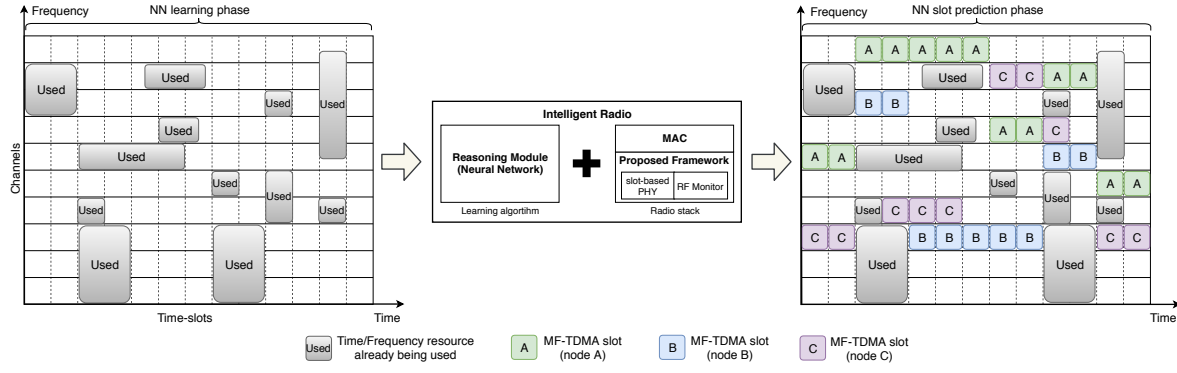 Frequency
NN learning phase
Used
Used
Used
Used
Used
Used
Used
Used
Used
Used
Used
Used
Channels
Time-slots
Time
Intelligent Radio
Reasoning Module
(Neural Network)
Learning algortihm
MAC
Proposed Framework
slot-based
PHY
RF Monitor
Radio stack
Frequency
NN slot prediction phase
A A A A A
Used
Used
C C A A
Used
B B
Used
Used
A A C
A A
Used
B B
Used
Used
A A
Used
C C C
Used
C C
Used
B B B B B
Used
C C
Time
Used
Time/Frequency resource
already being used
A
MF-TDMA slot
(node A)
B
MF-TDMA slot
(node B)
C
MF-TDMA slot
(node C)